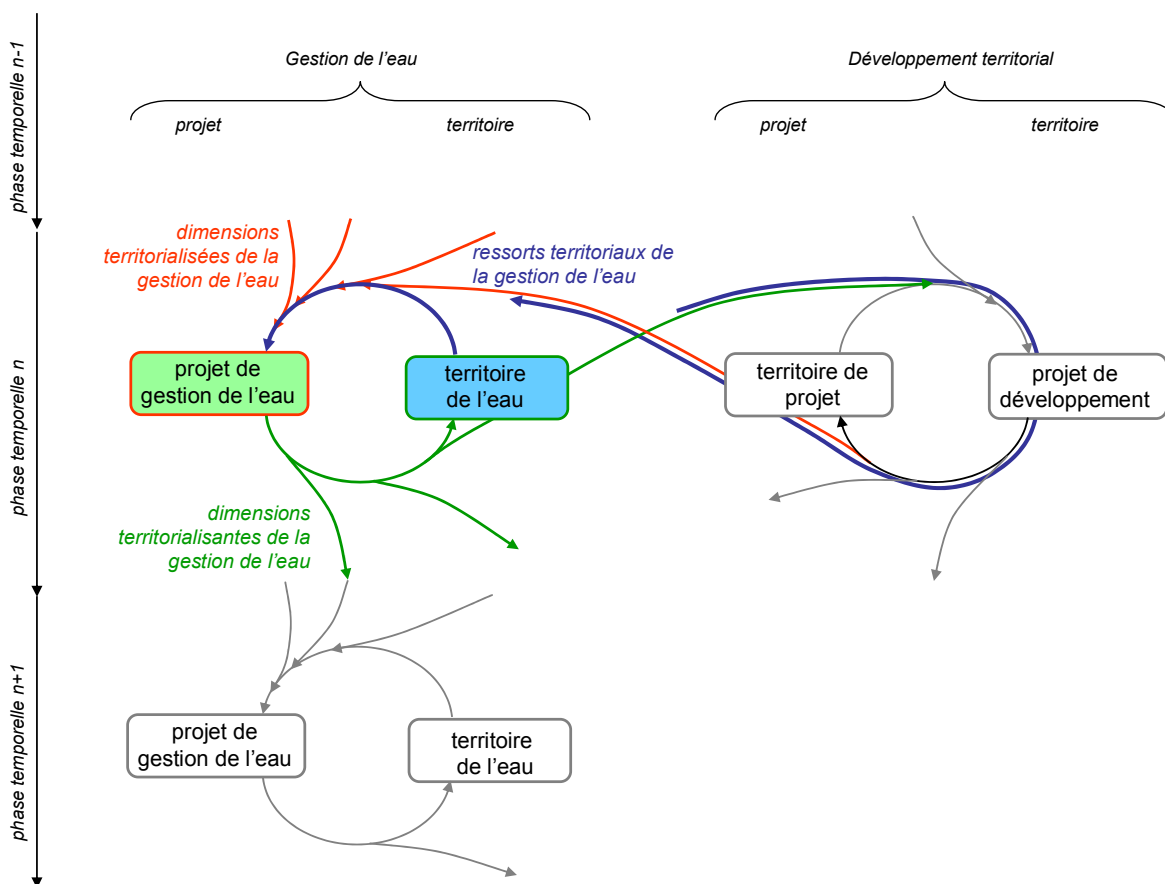 phase temporelle n-1
Gestion de l’eau
Développement territorial
projet
territoire
projet
territoire
phase temporelle n
dimensions
territorialisées de la
gestion de l’eau
ressorts territoriaux de
la gestion de l’eau
projet de
gestion de l’eau
territoire
de l’eau
territoire de
projet
projet de
développement
dimensions
territorialisantes de la
gestion de l’eau
phase temporelle n+1
projet de
gestion de l’eau
territoire
de l’eau